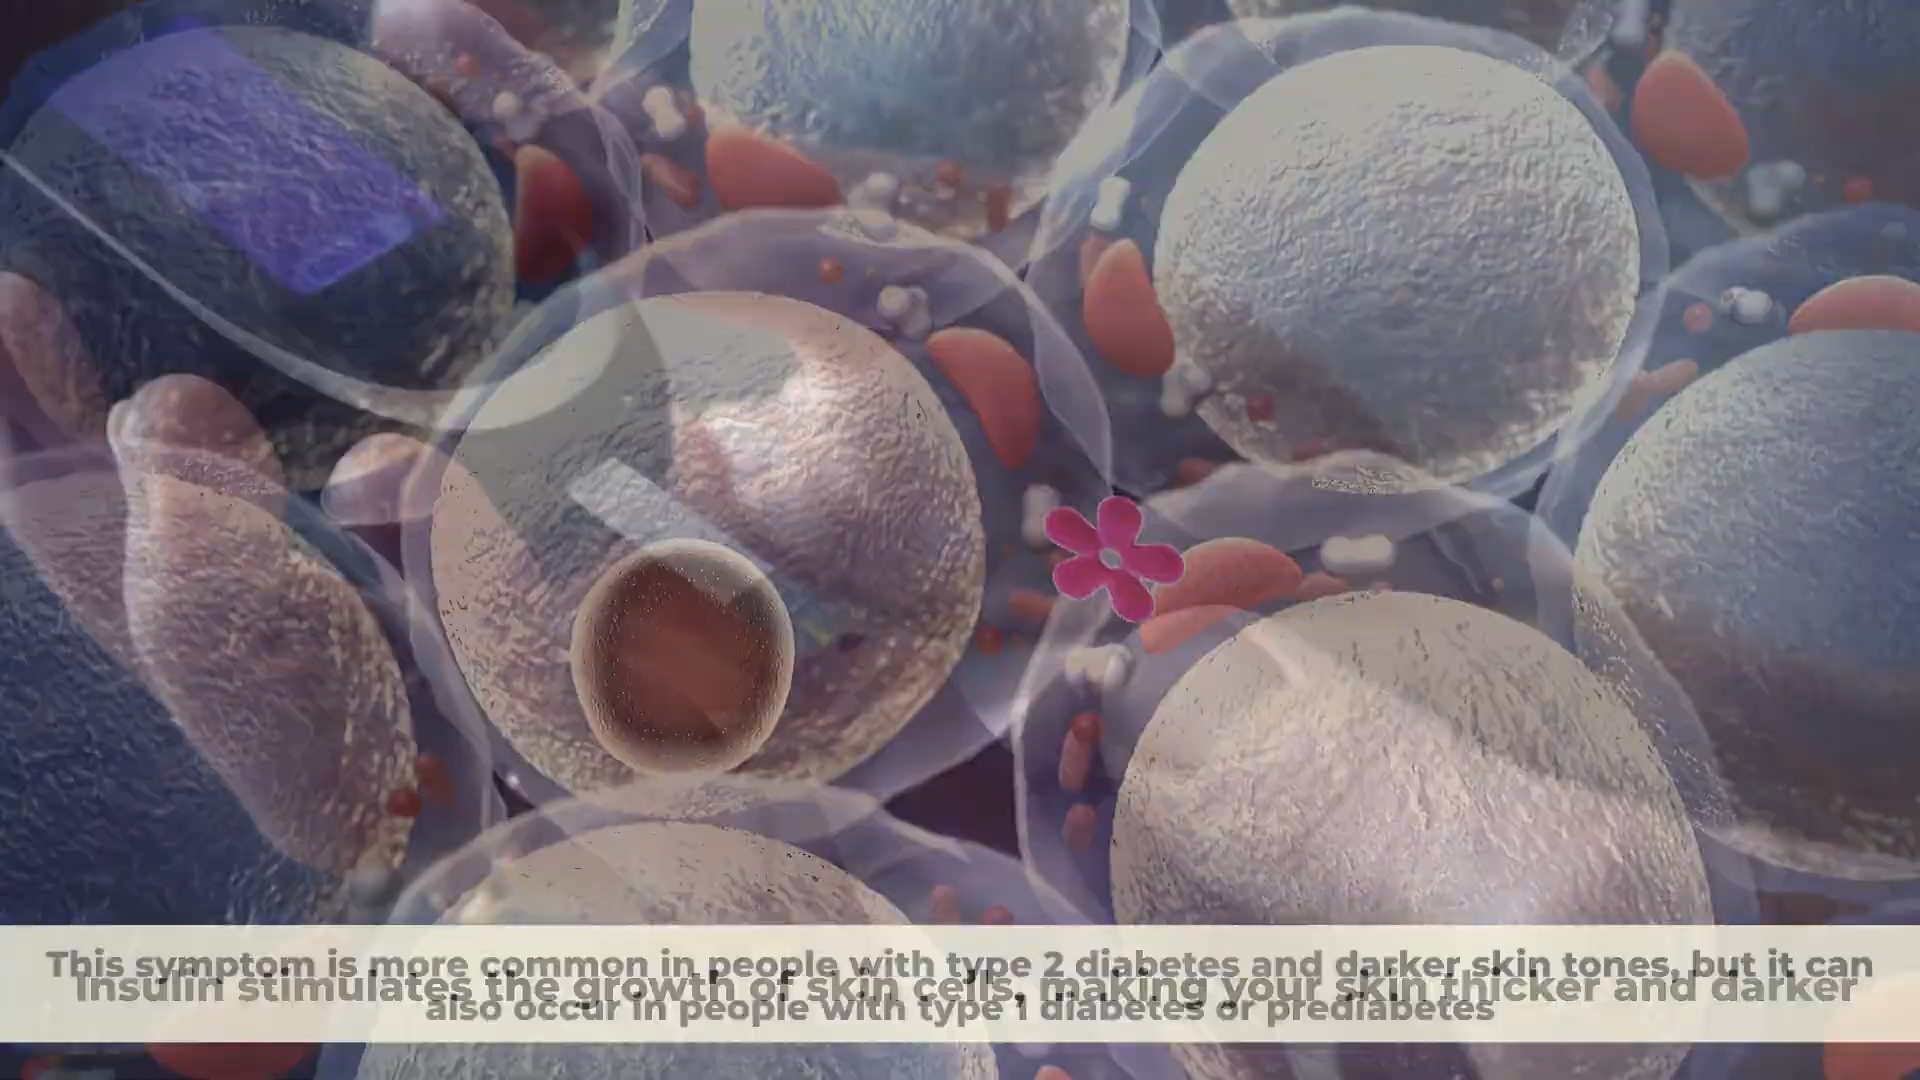 This symptom is more common in people with type 2 diabetes and darker skin tones, but it can
Insulin stimulates the growth of skin cells, making your skin thicker and darker
also occur in people with type 1 diabetes or prediabetes